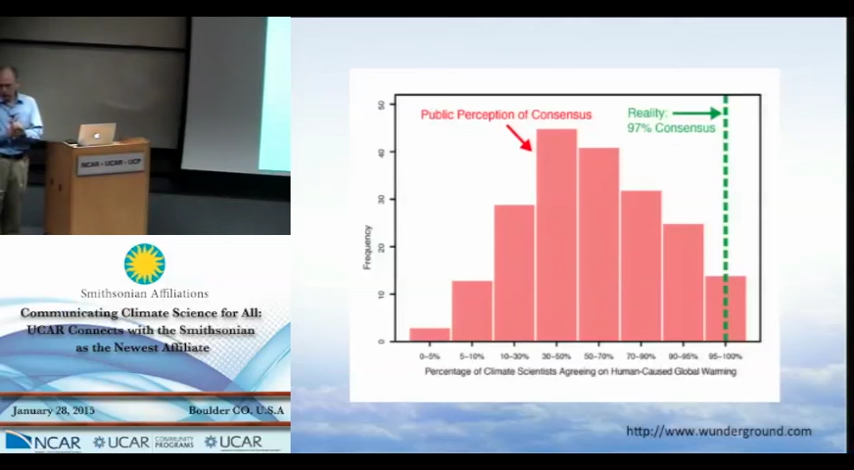 NCAR – UCAR – UCP
Smithsonian Affiliations
Communicating Climate Science for All:
UCAR Connects with the Smithsonian
as the Newest Affiliate
January 28, 2015
Boulder CO. U.S.A
NCAR
UCAR
COMMUNITY
PROGRAMS
UCAR
Public Perception of Consensus
Reality:
97% Consensus
Frequency
50
40
30
20
10
0
0–5%
5–10%
10–30%
30–50%
50–70%
70–90%
90–95%
95–100%
Percentage of Climate Scientists Agreeing on Human-Caused Global Warming
http://www.wunderground.com